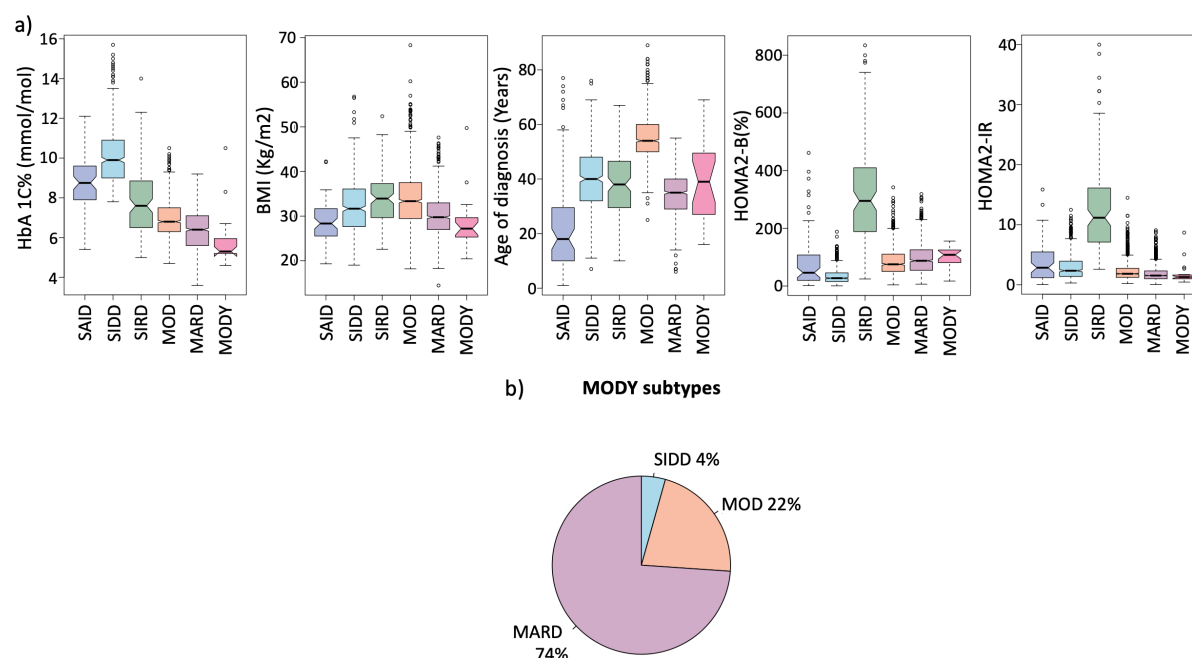 a)
HbA 1C% (mmol/mol)
16
14
12
10
8
6
4
SAID
SIDD
SIRD
MOD
MARD
MODY
BMI (Kg/m2)
70
60
50
40
30
20
SAID
SIDD
SIRD
MOD
MARD
MODY
Age of diagnosis (Years)
80
60
40
20
0
SAID
SIDD
SIRD
MOD
MARD
MODY
HOMA2-B(%)
800
600
400
200
0
SAID
SIDD
SIRD
MOD
MARD
MODY
HOMA2-IR
40
30
20
10
0
SAID
SIDD
SIRD
MOD
MARD
MODY
b) MODY subtypes
SIDD 4%
MOD 22%
MARD
74%